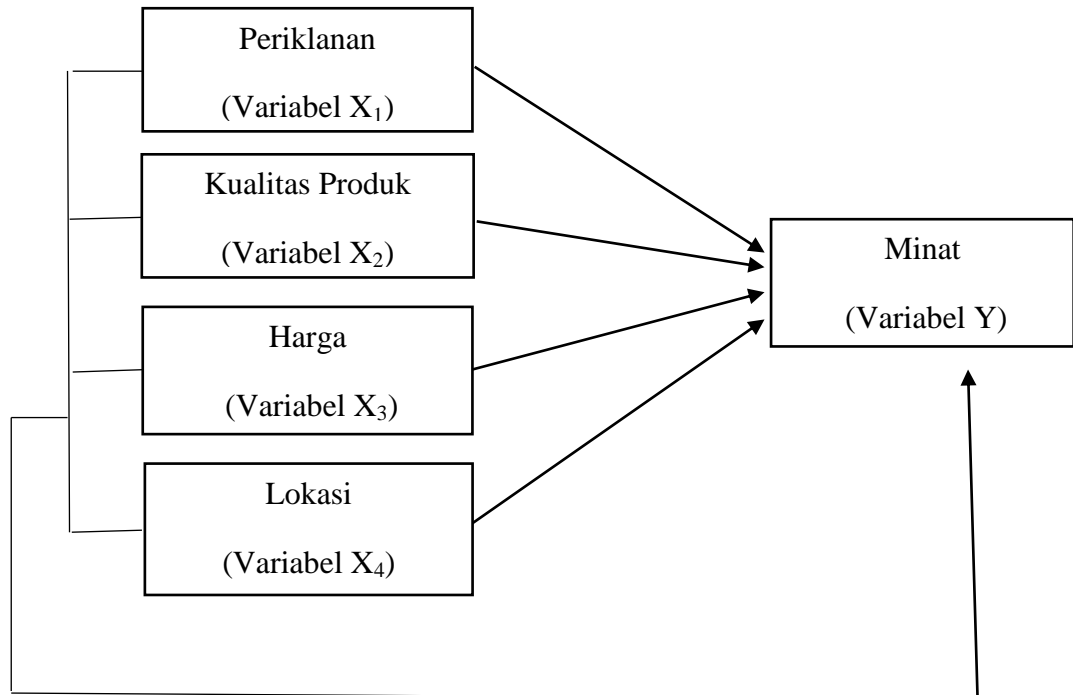 Periklanan
(Variabel X₁)
Kualitas Produk
(Variabel X₂)
Harga
(Variabel X₃)
Lokasi
(Variabel X₄)
Minat
(Variabel Y)